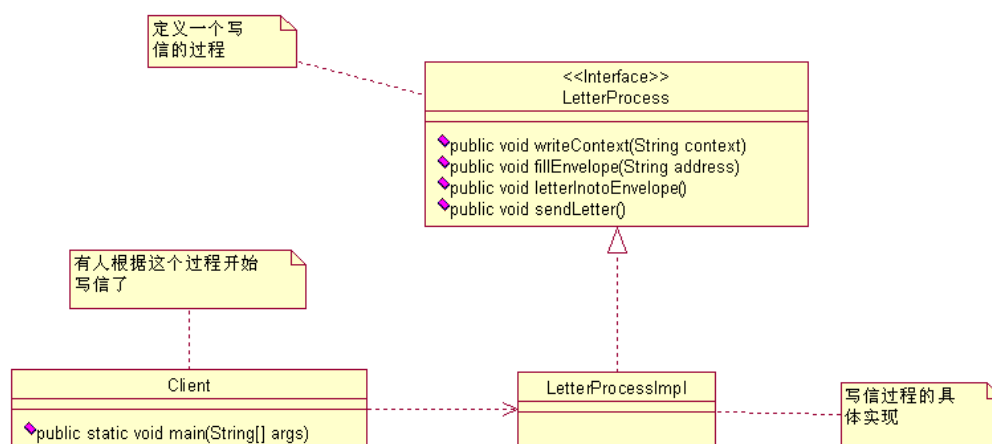 定义一个写
信的过程
<<Interface>>
LetterProcess
public void writeContext(String context)
public void fillEnvelope(String address)
public void letterInotoEnvelope()
public void sendLetter()
有人根据这个过程开始
写信了
Client
public static void main(String[] args)
LetterProcessImpl
写信过程的具
体实现